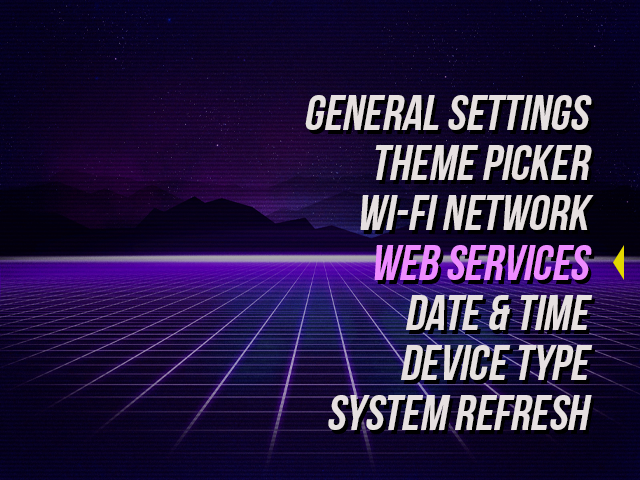 GENERAL SETTINGS
THEME PICKER
WI-FI NETWORK
WEB SERVICES
DATE & TIME
DEVICE TYPE
SYSTEM REFRESH